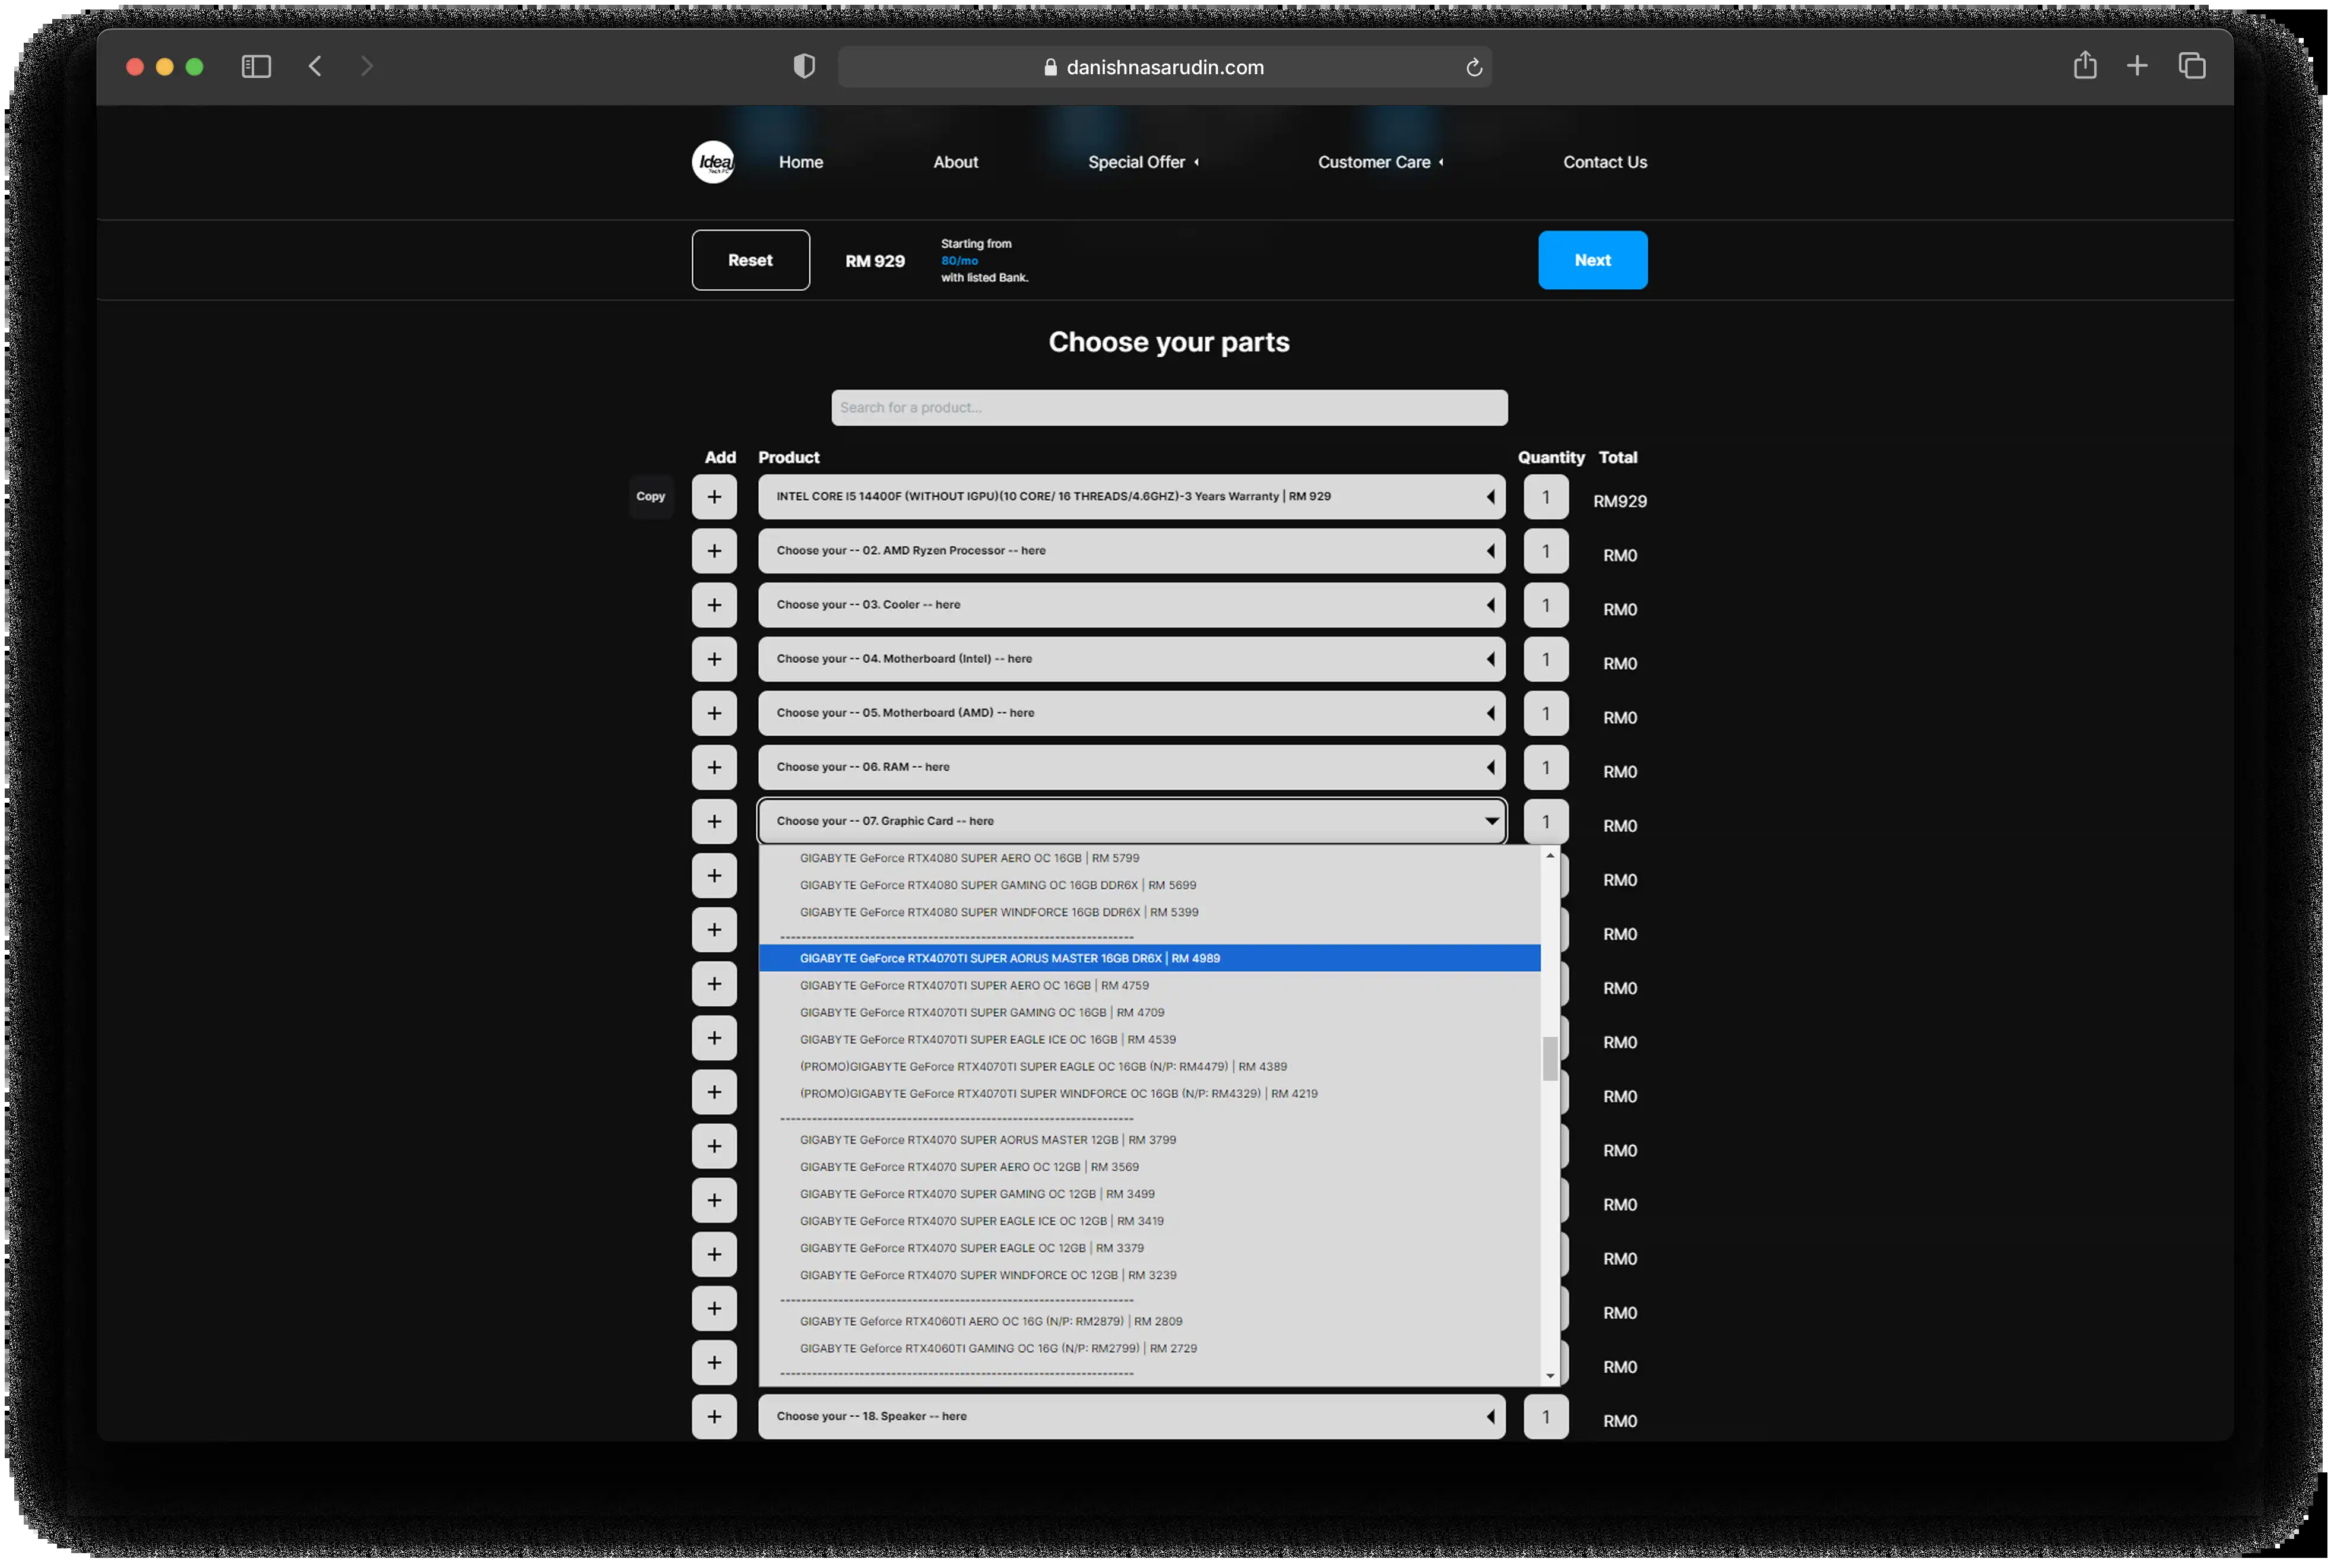 danishnasarudin.com
Ideal
Tech PC
Home
About
Special Offer
Customer Care
Contact Us
Reset
RM 929
Starting from
80/mo
with listed Bank.
Next
Choose your parts
Search for a product...
Add Product Quantity Total
Copy + INTEL CORE I5 14400F (WITHOUT IGPU)(10 CORE/ 16 THREADS/4.6GHZ)-3 Years Warranty | RM 929 1 RM929
+ Choose your -- 02. AMD Ryzen Processor -- here 1 RM0
+ Choose your -- 03. Cooler -- here 1 RM0
+ Choose your -- 04. Motherboard (Intel) -- here 1 RM0
+ Choose your -- 05. Motherboard (AMD) -- here 1 RM0
+ Choose your -- 06. RAM -- here 1 RM0
+ Choose your -- 07. Graphic Card -- here 1 RM0
GIGABYTE GeForce RTX4080 SUPER AERO OC 16GB | RM 5799
+ RM0
GIGABYTE GeForce RTX4080 SUPER GAMING OC 16GB DDR6X | RM 5699
GIGABYTE GeForce RTX4080 SUPER WINDFORCE 16GB DDR6X | RM 5399
+ RM0
--------------------------------------------------------------------
GIGABYTE GeForce RTX4070TI SUPER AORUS MASTER 16GB DR6X | RM 4989
GIGABYTE GeForce RTX4070TI SUPER AERO OC 16GB | RM 4759
+ RM0
GIGABYTE GeForce RTX4070TI SUPER GAMING OC 16GB | RM 4709
GIGABYTE GeForce RTX4070TI SUPER EAGLE ICE OC 16GB | RM 4539
+ RM0
(PROMO)GIGABYTE GeForce RTX4070TI SUPER EAGLE OC 16GB (N/P: RM4479) | RM 4389
(PROMO)GIGABYTE GeForce RTX4070TI SUPER WINDFORCE OC 16GB (N/P: RM4329) | RM 4219
+ RM0
--------------------------------------------------------------------
GIGABYTE GeForce RTX4070 SUPER AORUS MASTER 12GB | RM 3799
+ RM0
GIGABYTE GeForce RTX4070 SUPER AERO OC 12GB | RM 3569
GIGABYTE GeForce RTX4070 SUPER GAMING OC 12GB | RM 3499
+ RM0
GIGABYTE GeForce RTX4070 SUPER EAGLE ICE OC 12GB | RM 3419
GIGABYTE GeForce RTX4070 SUPER EAGLE OC 12GB | RM 3379
+ RM0
GIGABYTE GeForce RTX4070 SUPER WINDFORCE OC 12GB | RM 3239
--------------------------------------------------------------------
+ RM0
GIGABYTE Geforce RTX4060TI AERO OC 16G (N/P: RM2879) | RM 2809
GIGABYTE Geforce RTX4060TI GAMING OC 16G (N/P: RM2799) | RM 2729
+ RM0
--------------------------------------------------------------------
+ Choose your -- 18. Speaker -- here 1 RM0